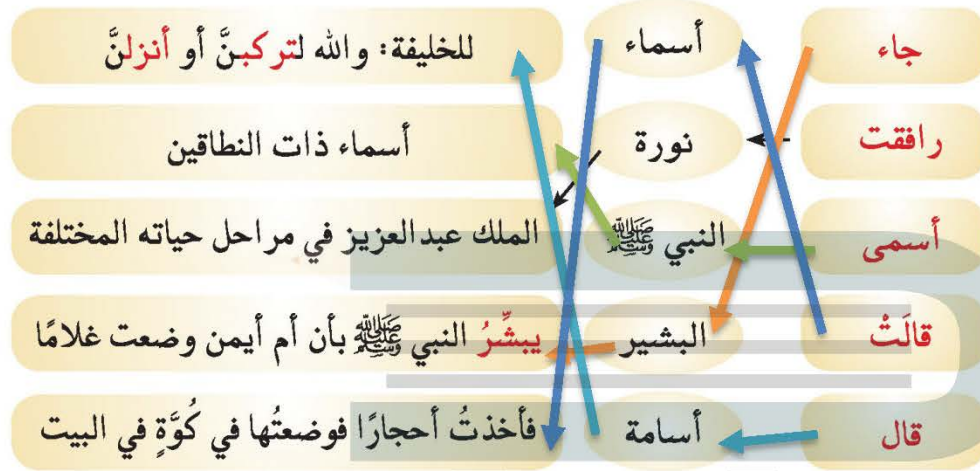 جاء أسماء للخليفة: والله لتركبنَّ أو أنزلنَّ
رافقت نورة أسماء ذات النطاقين
أسمى النبي ﷺ الملك عبدالعزيز في مراحل حياته المختلفة
قالَتْ البشير يبشِّرُ النبي ﷺ بأن أم أيمن وضعت غلامًا
قال أسامة فأخذتُ أحجارًا فوضعتُها في كُوَّةٍ في البيت